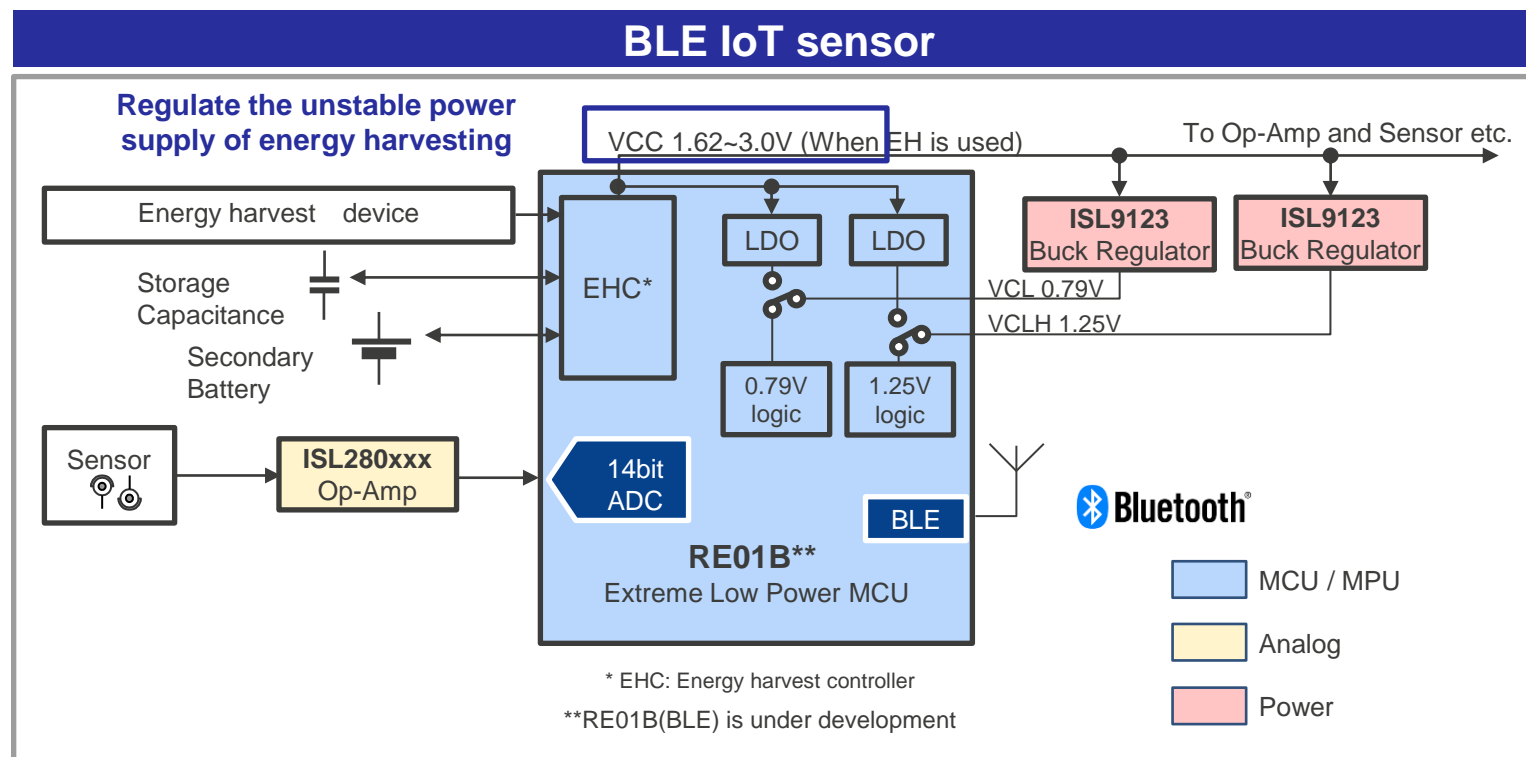 BLE IoT sensor
Regulate the unstable power
supply of energy harvesting
VCC 1.62~3.0V (When EH is used)
To Op-Amp and Sensor etc.
Energy harvest device
Storage
Capacitance
Secondary
Battery
EHC*
LDO
LDO
ISL9123
Buck Regulator
ISL9123
Buck Regulator
VCL 0.79V
VCLH 1.25V
0.79V
logic
1.25V
logic
Sensor
ISL280xxx
Op-Amp
14bit
ADC
BLE
RE01B**
Extreme Low Power MCU
Bluetooth®
MCU / MPU
Analog
Power
* EHC: Energy harvest controller
**RE01B(BLE) is under development